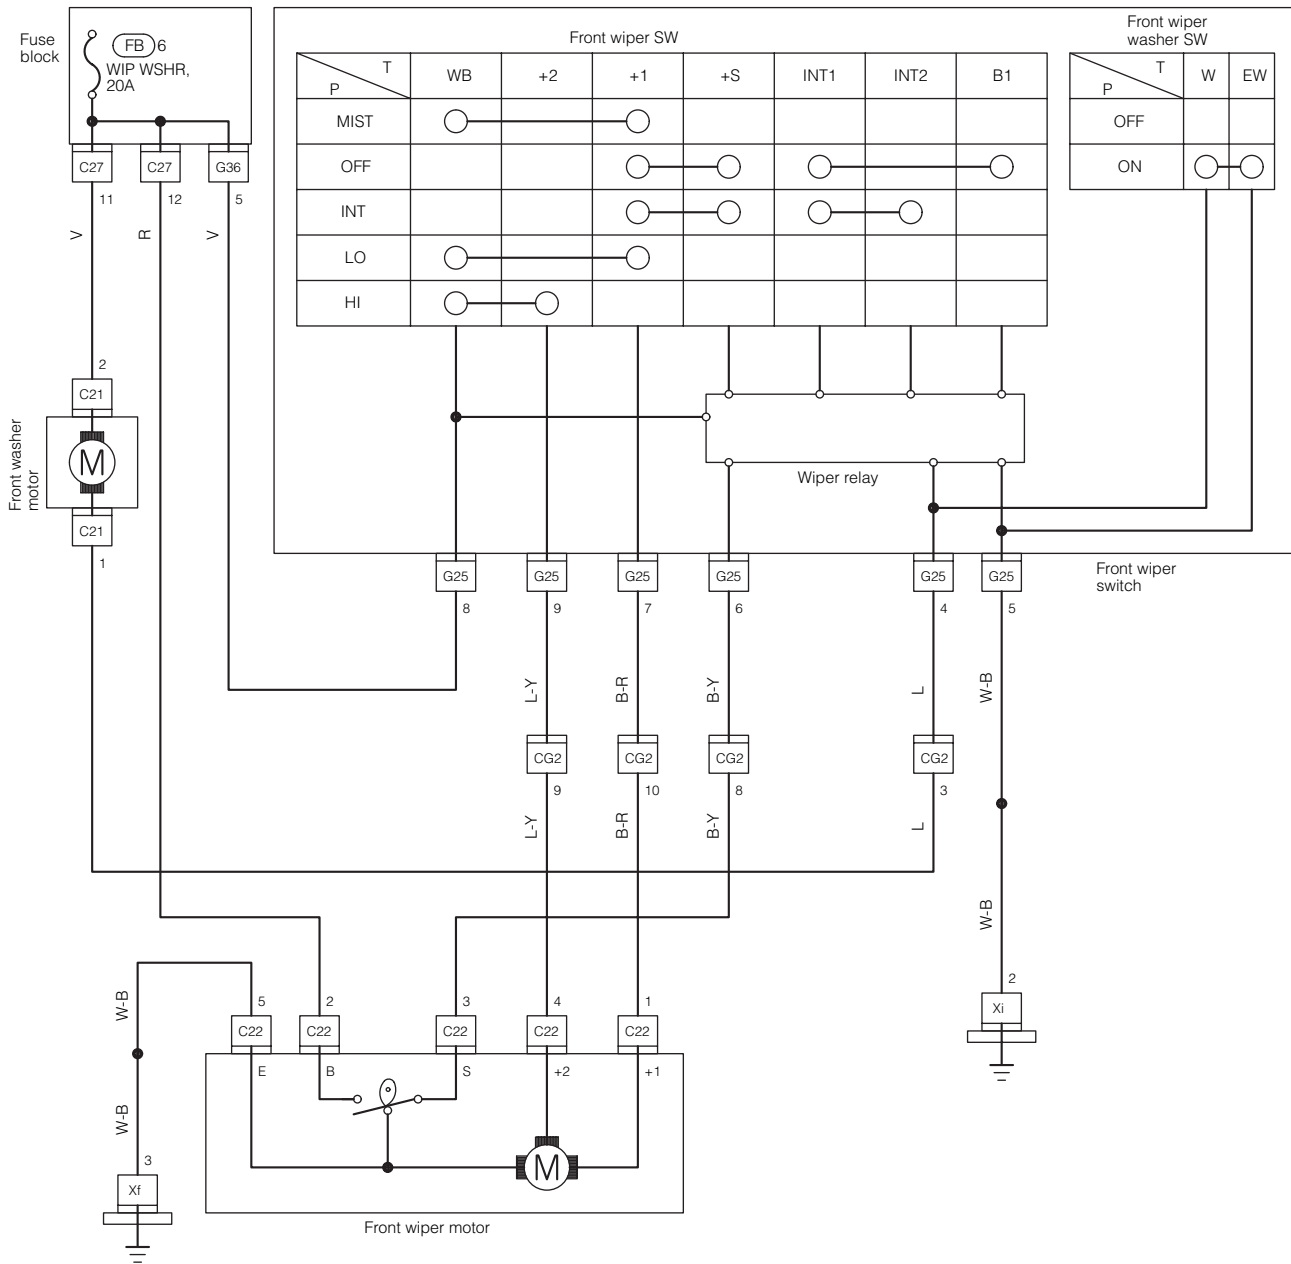 Fuse
block
FB 6
WIP WSHR,
20A
C27
C27
G36
11
12
5
V
R
V
Front wiper SW
T
P
WB
+2
+1
+S
INT1
INT2
B1
MIST
OFF
INT
LO
HI
Front wiper
washer SW
T
P
W
EW
OFF
ON
2
C21
Front washer
motor
M
C21
1
Wiper relay
Front wiper
switch
G25
G25
G25
G25
G25
G25
8
9
7
6
4
5
L-Y
B-R
B-Y
L
W-B
CG2
CG2
CG2
CG2
9
10
8
3
L-Y
B-R
B-Y
L
W-B
2
Xi
W-B
5
2
3
4
1
C22
C22
C22
C22
C22
E
B
S
+2
+1
W-B
3
Xf
M
Front wiper motor